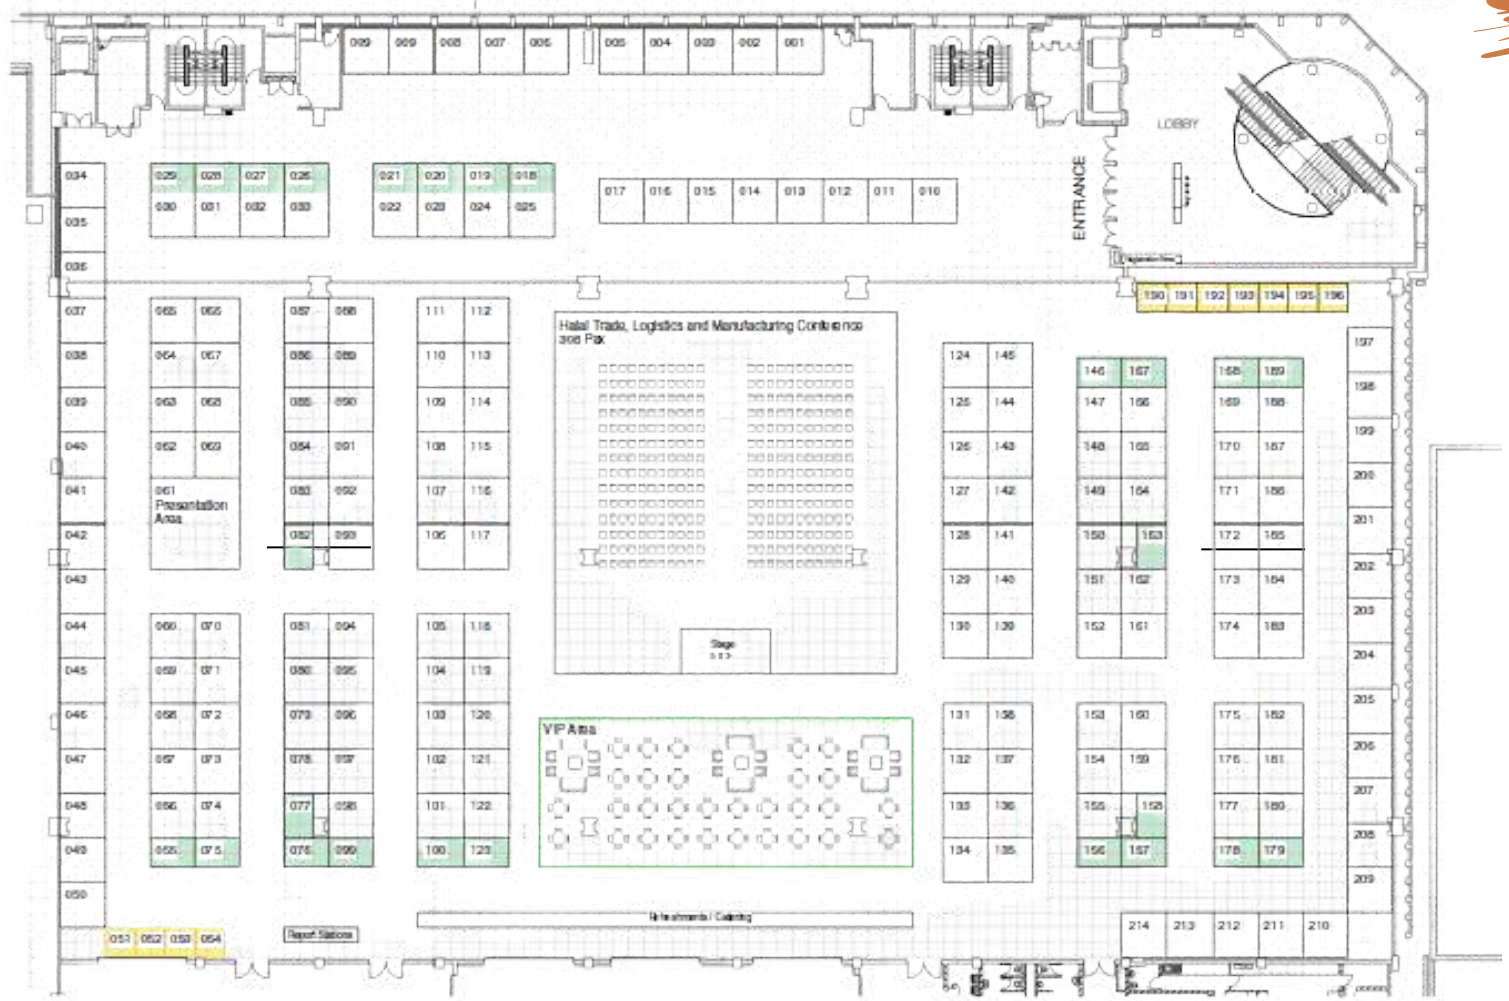 009 009 008 007 006 005 004 003 002 001
LOBBY
ENTRANCE
034 029 028 027 026 021 020 019 018
017 016 015 014 013 012 011 010
030 031 032 033 022 023 024 025
035
036
190 191 192 193 194 195 196
037 065 066 087 088 111 112
Halal Trade, Logistics and Manufacturing Conference
308 Pax
197
038 064 067 086 089 110 113 124 145
146 167 168 189
198
039 063 068 085 090 109 114 125 144 147 166 169 188
199
040 062 069 084 091 108 115 126 143 148 165 170 187
200
041 061 083 092 107 116 127 142 149 164 171 186
Presentation
Area
201
042 082 093 106 117 128 141 150 163 172 185
202
043 129 140 151 162 173 184
203
044 060 070 081 094 105 118 130 139 152 161 174 183
Stage
204
045 059 071 080 095 104 119
205
046 058 072 079 096 103 120 131 138 153 160 175 182
VIP Area
206
047 057 073 078 097 102 121 132 137 154 159 176 181
207
048 056 074 077 098 101 122 133 136 155 158 177 180
208
049 055 075 076 099 100 123 134 135 156 157 178 179
209
050
Refreshments / Catering
214 213 212 211 210
051 052 053 054
Report Stations